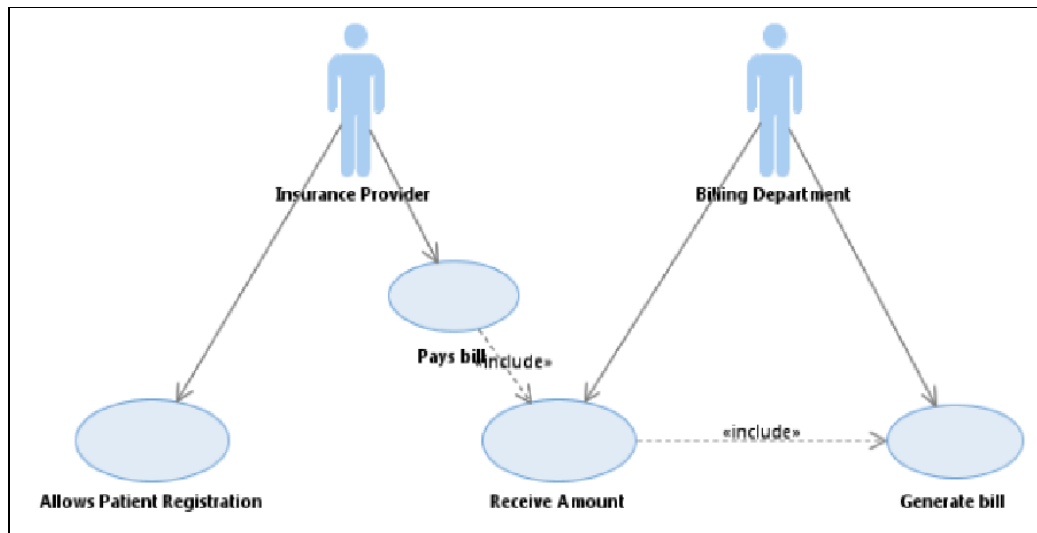 Insurance Provider
Billing Department
Pays bill
«include»
«include»
Allows Patient Registration
Receive Amount
Generate bill